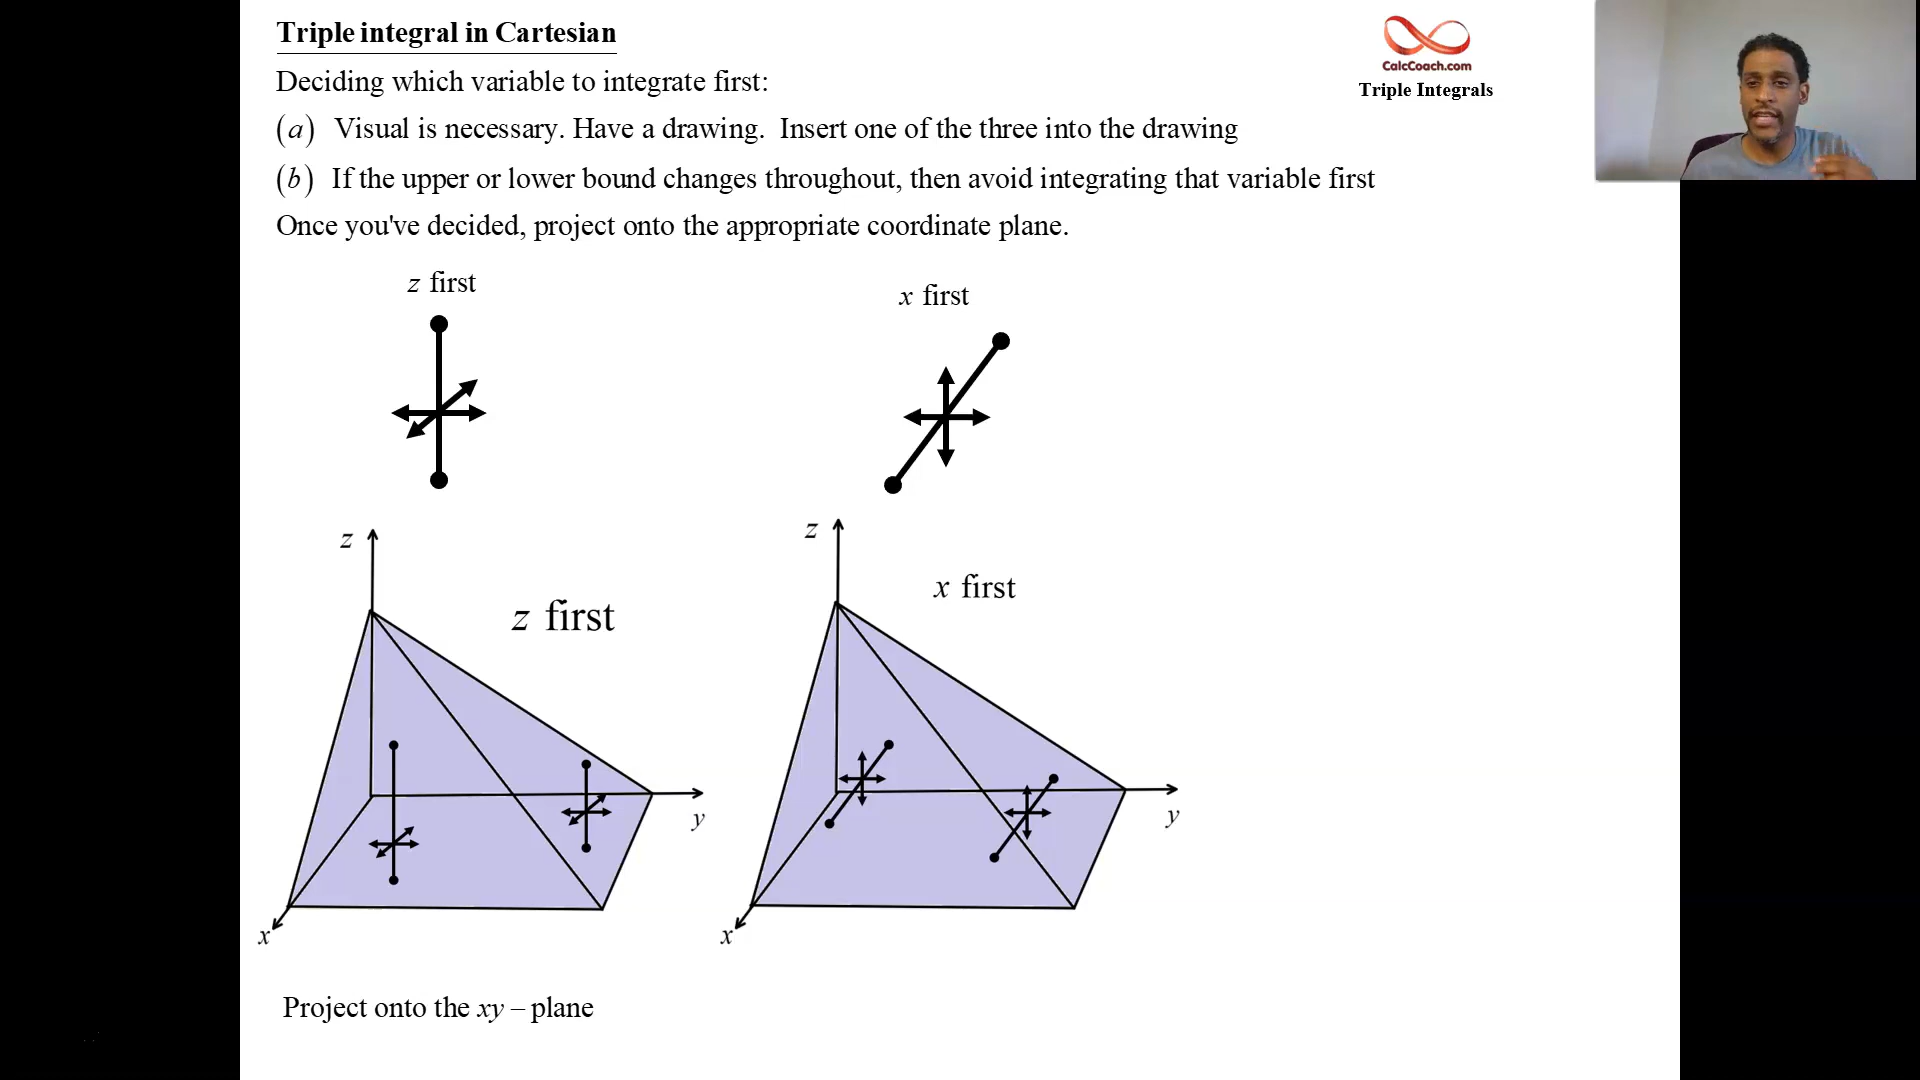 Triple integral in Cartesian
CalcCoach.com
Triple Integrals
Deciding which variable to integrate first:
(a) Visual is necessary. Have a drawing. Insert one of the three into the drawing
(b) If the upper or lower bound changes throughout, then avoid integrating that variable first
Once you've decided, project onto the appropriate coordinate plane.
z first
x first
z
z first
y
x
z
x first
y
x
Project onto the xy – plane